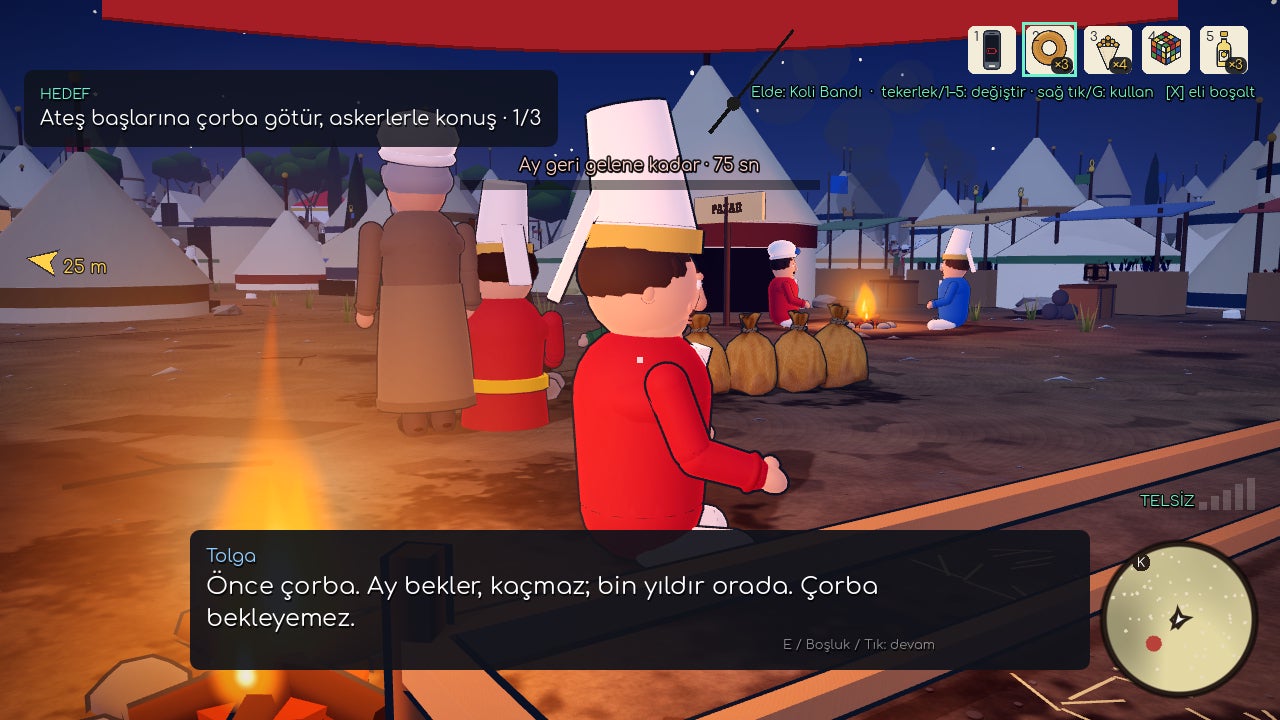 1
2
×3
3
×4
4
5
×3
Elde: Koli Bandı · tekerlek/1–5: değiştir · sağ tık/G: kullan [X] eli boşalt
HEDEF
Ateş başlarına çorba götür, askerlerle konuş · 1/3
Ay geri gelene kadar · 75 sn
PAZAR
25 m
TELSİZ
K
Tolga
Önce çorba. Ay bekler, kaçmaz; bin yıldır orada. Çorba
bekleyemez.
E / Boşluk / Tık: devam